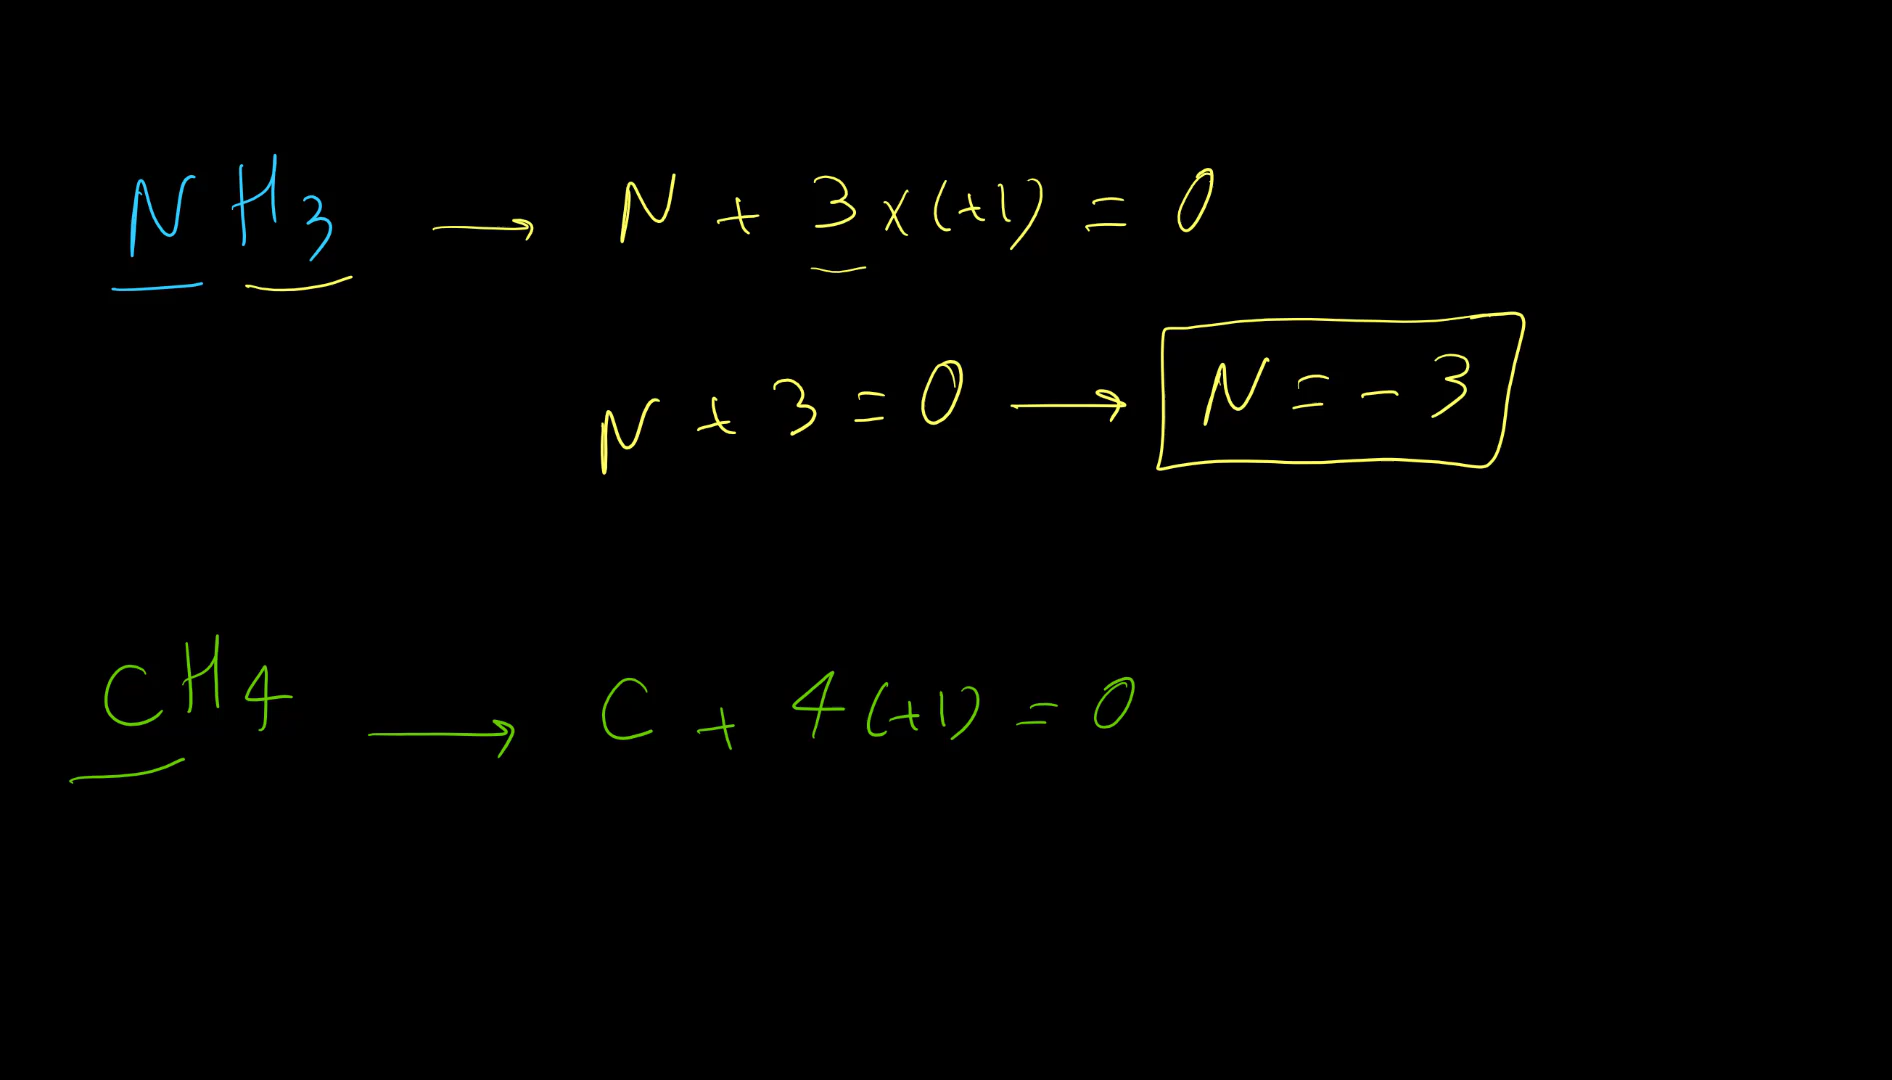 NH₃ → N + 3 × (+1) = 0
N + 3 = 0 → N = -3
CH₄ → C + 4 (+1) = 0